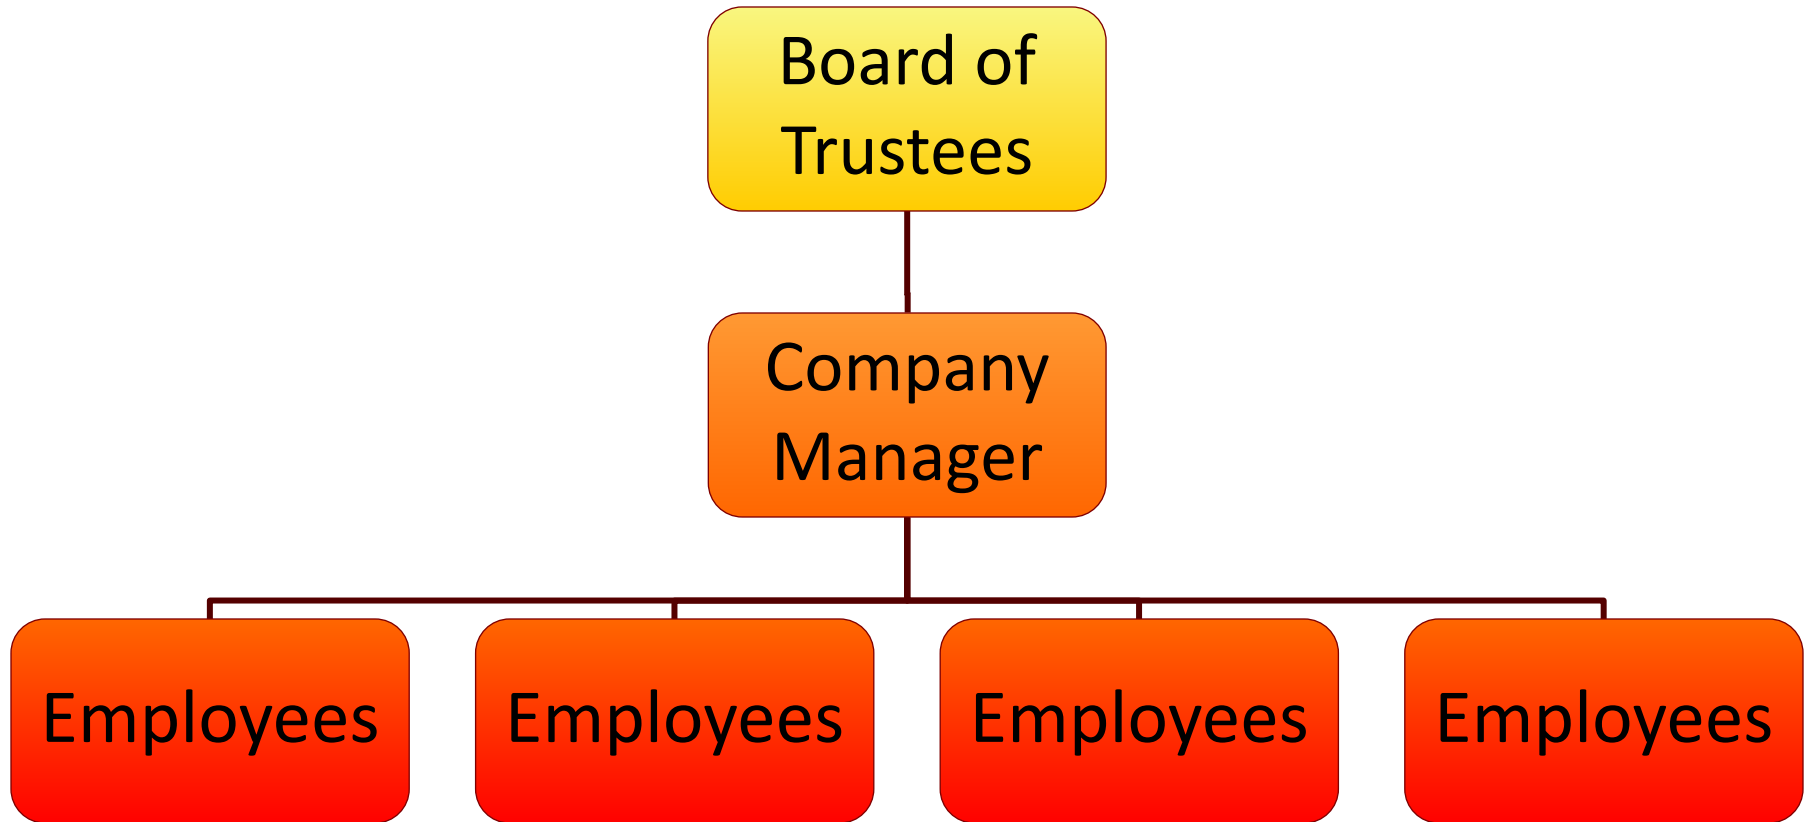 Board of
Trustees
Company
Manager
Employees
Employees
Employees
Employees